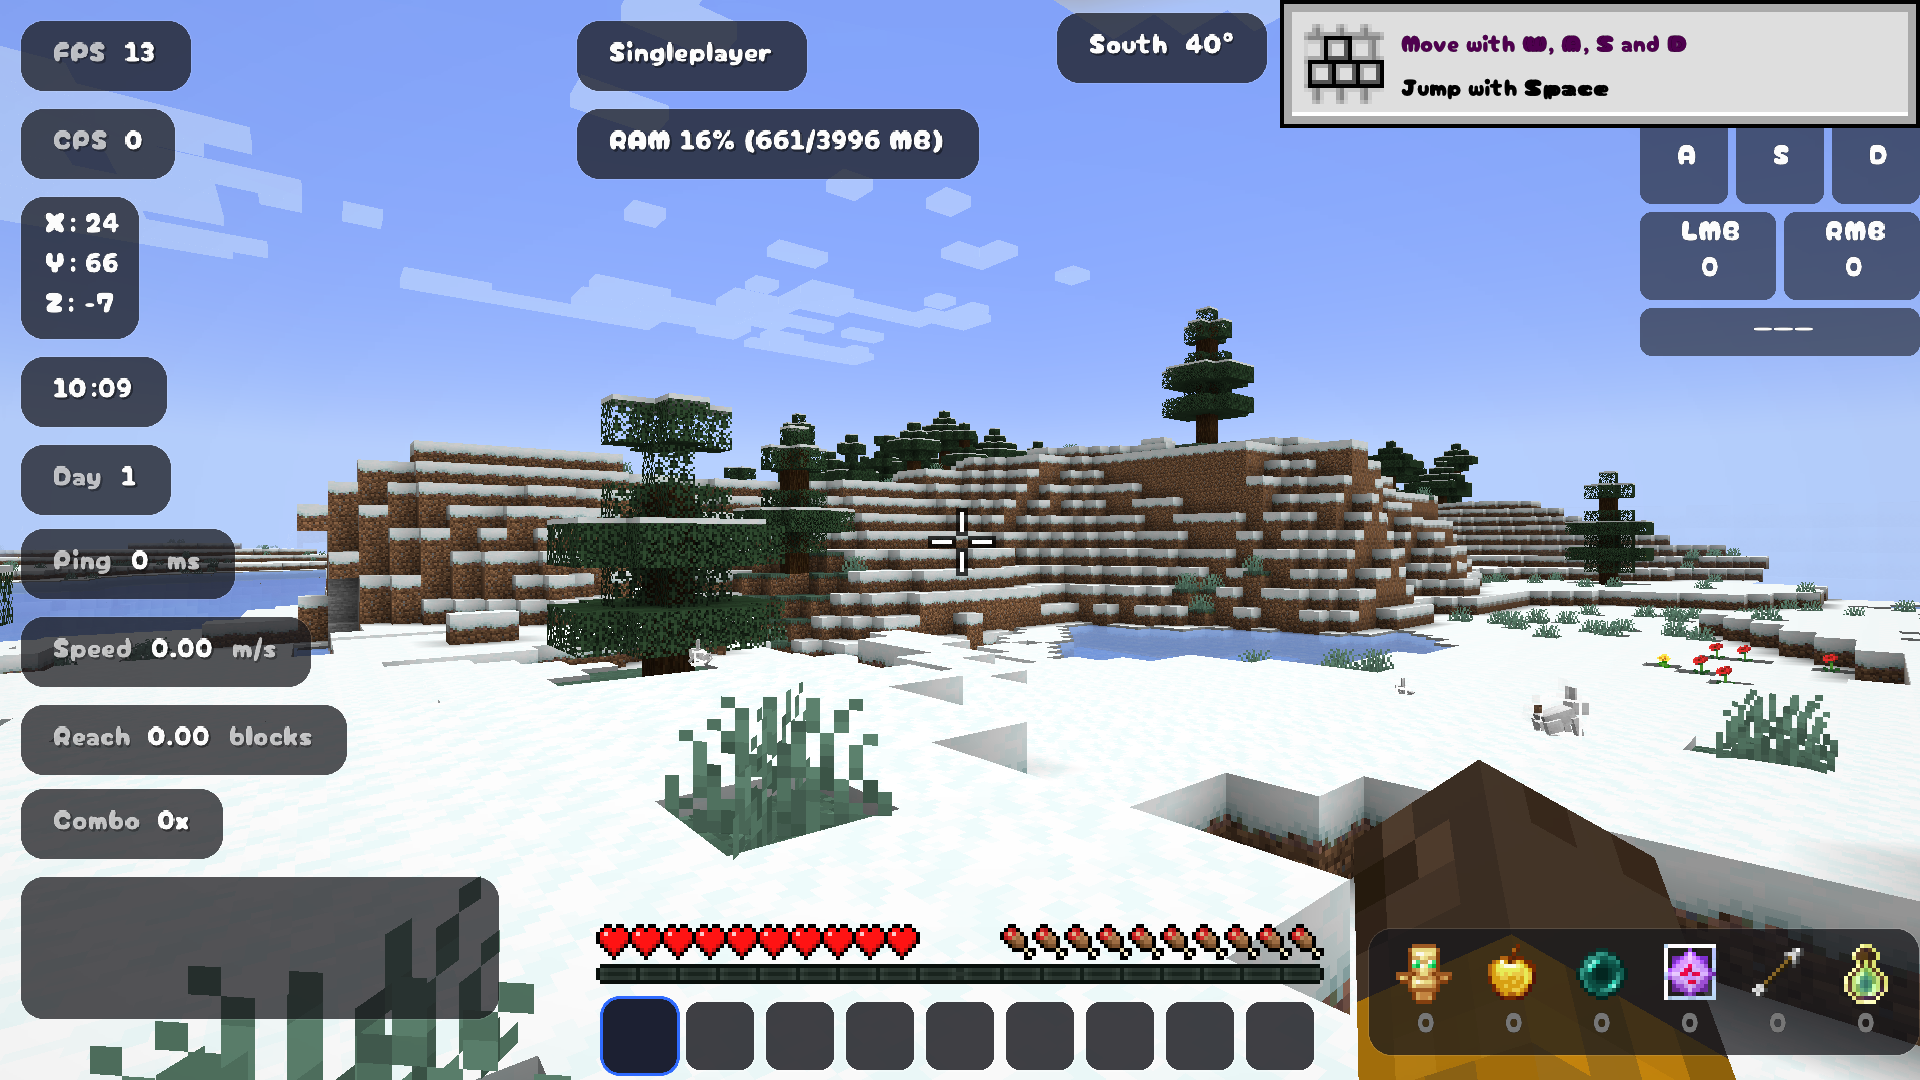 FPS 13
CPS 0
X: 24
Y: 66
Z: -7
10:09
Day 1
Ping 0 ms
Speed 0.00 m/s
Reach 0.00 blocks
Combo 0x
Singleplayer
RAM 16% (661/3996 MB)
South 40°
Move with W, A, S and D
Jump with Space
A S D
LMB RMB
0 0
0 0 0 0 0 0